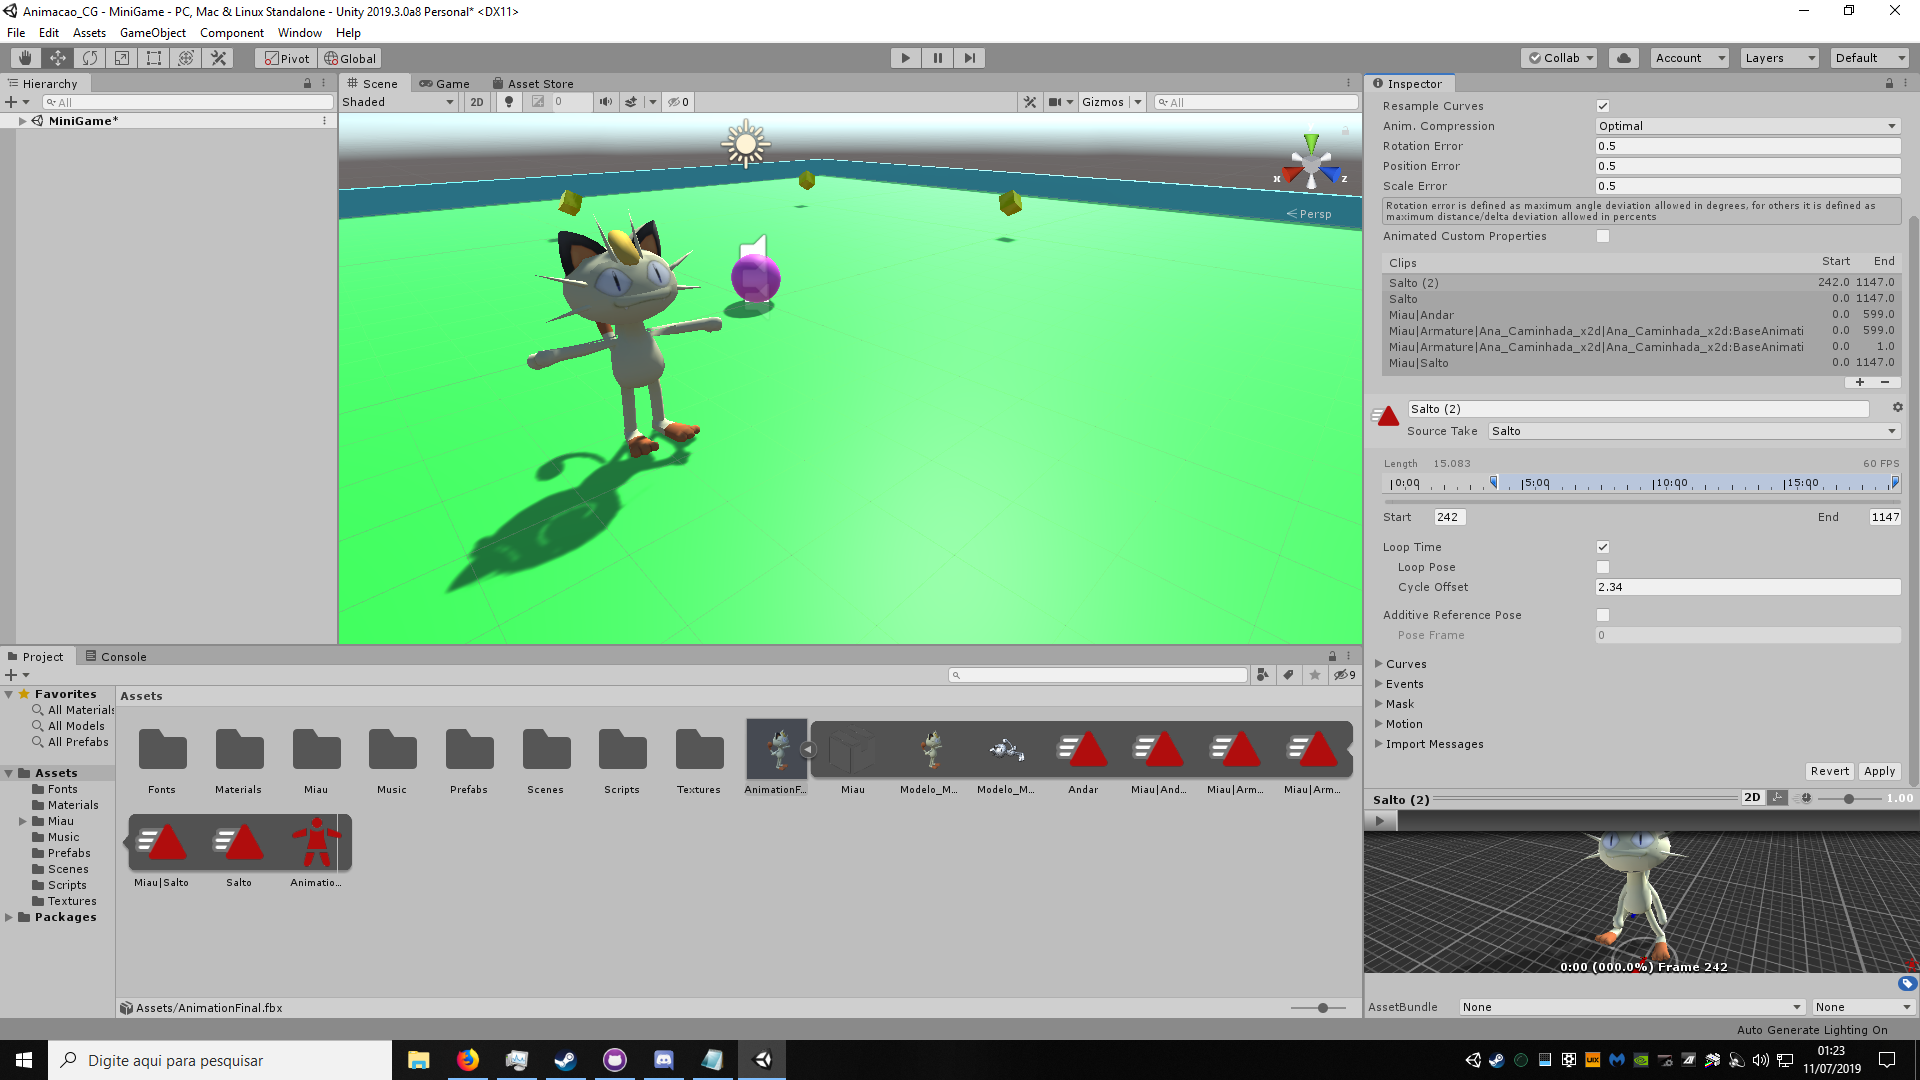 Animacao_CG - MiniGame - PC, Mac & Linux Standalone - Unity 2019.3.0a8 Personal* <DX11>
File Edit Assets GameObject Component Window Help
Pivot Global Collab Account Layers Default
Hierarchy
All
MiniGame*
Scene Game Asset Store
Shaded 2D 0 0 Gizmos All
x z
Persp
Inspector
Resample Curves
Anim. Compression Optimal
Rotation Error 0.5
Position Error 0.5
Scale Error 0.5
Rotation error is defined as maximum angle deviation allowed in degrees, for others it is defined as
maximum distance/delta deviation allowed in percents
Animated Custom Properties
Clips Start End
Salto (2) 242.0 1147.0
Salto 0.0 1147.0
Miau|Andar 0.0 599.0
Miau|Armature|Ana_Caminhada_x2d|Ana_Caminhada_x2d:BaseAnimati 0.0 599.0
Miau|Armature|Ana_Caminhada_x2d|Ana_Caminhada_x2d:BaseAnimati 0.0 1.0
Miau|Salto 0.0 1147.0
Salto (2)
Source Take Salto
Length 15.083 60 FPS
0:00 5:00 10:00 15:00
Start 242 End 1147
Loop Time
Loop Pose
Cycle Offset 2.34
Additive Reference Pose
Pose Frame 0
Curves
Events
Mask
Motion
Import Messages
Revert Apply
Salto (2) 2D 1.00
0:00 (000.0%) Frame 242
AssetBundle None None
Project Console
9
Favorites
All Materials
All Models
All Prefabs
Assets
Fonts
Materials
Miau
Music
Prefabs
Scenes
Scripts
Textures
Packages
Assets
Fonts Materials Miau Music Prefabs Scenes Scripts Textures AnimationF... Miau Modelo_M... Modelo_M... Andar Miau|And... Miau|Arm... Miau|Arm...
Miau|Salto Salto Animatio...
Assets/AnimationFinal.fbx
Auto Generate Lighting On
Digite aqui para pesquisar
01:23
11/07/2019